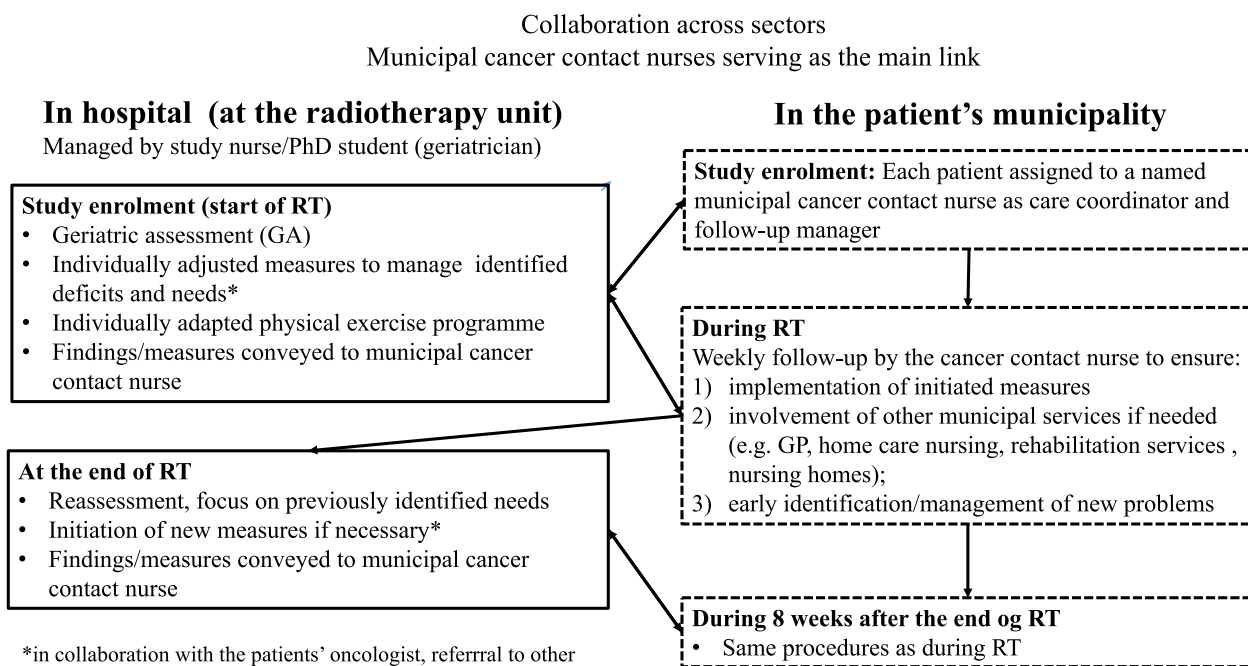 Collaboration across sectors
Municipal cancer contact nurses serving as the main link
In hospital (at the radiotherapy unit)
Managed by study nurse/PhD student (geriatrician)
Study enrolment (start of RT)
• Geriatric assessment (GA)
• Individually adjusted measures to manage identified
deficits and needs*
• Individually adapted physical exercise programme
• Findings/measures conveyed to municipal cancer
contact nurse
At the end of RT
• Reassessment, focus on previously identified needs
• Initiation of new measures if necessary*
• Findings/measures conveyed to municipal cancer
contact nurse
*in collaboration with the patients’ oncologist, referrral to other
In the patient’s municipality
Study enrolment: Each patient assigned to a named
municipal cancer contact nurse as care coordinator and
follow-up manager
During RT
Weekly follow-up by the cancer contact nurse to ensure:
1) implementation of initiated measures
2) involvement of other municipal services if needed
(e.g. GP, home care nursing, rehabilitation services ,
nursing homes);
3) early identification/management of new problems
During 8 weeks after the end og RT
• Same procedures as during RT